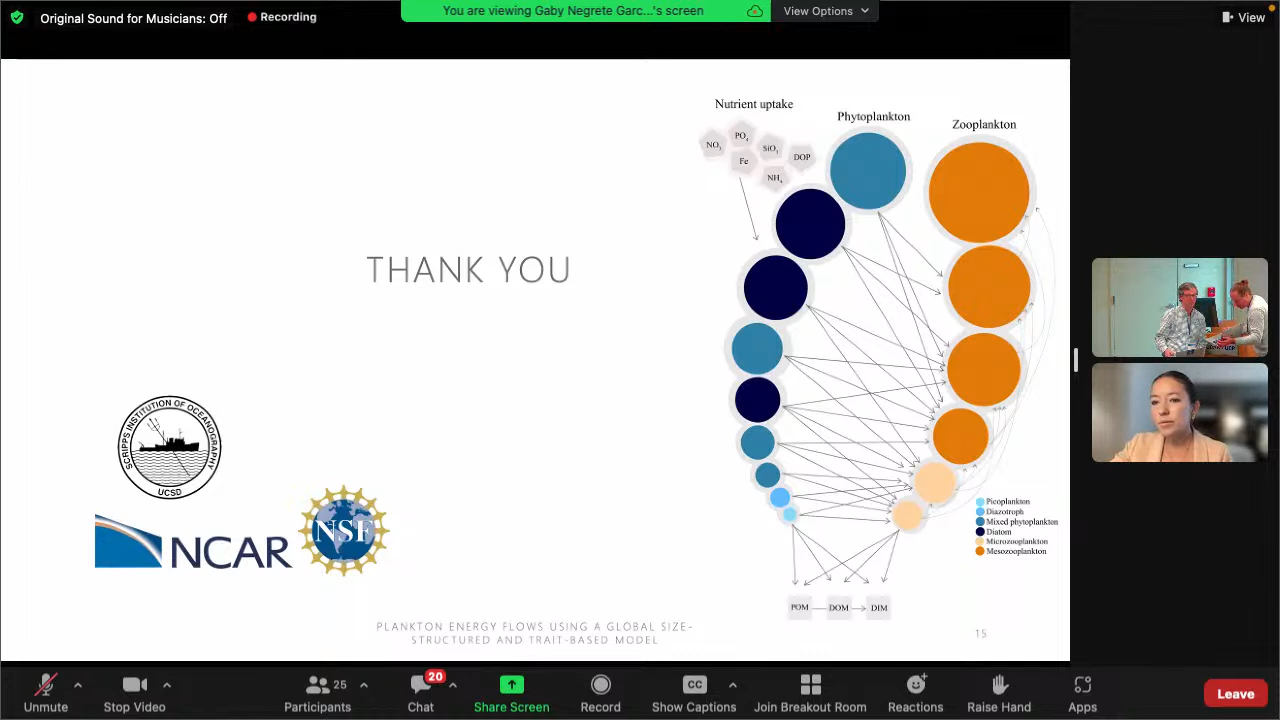 Original Sound for Musicians: Off
Recording
You are viewing Gaby Negrete Garc...'s screen
View Options
View
Nutrient uptake
Phytoplankton
Zooplankton
NO3
PO4
Fe
SiO3
NH4
DOP
THANK YOU
SCRIPPS INSTITUTION OF OCEANOGRAPHY
UCSD
NCAR
NSF
Picoplankton
Diazotroph
Mixed phytoplankton
Diatom
Microzooplankton
Mesozooplankton
POM
DOM
DIM
PLANKTON ENERGY FLOWS USING A GLOBAL SIZE-
STRUCTURED AND TRAIT-BASED MODEL
15
Unmute
Stop Video
Participants
25
Chat
20
Share Screen
Record
CC
Show Captions
Join Breakout Room
Reactions
Raise Hand
Apps
Leave